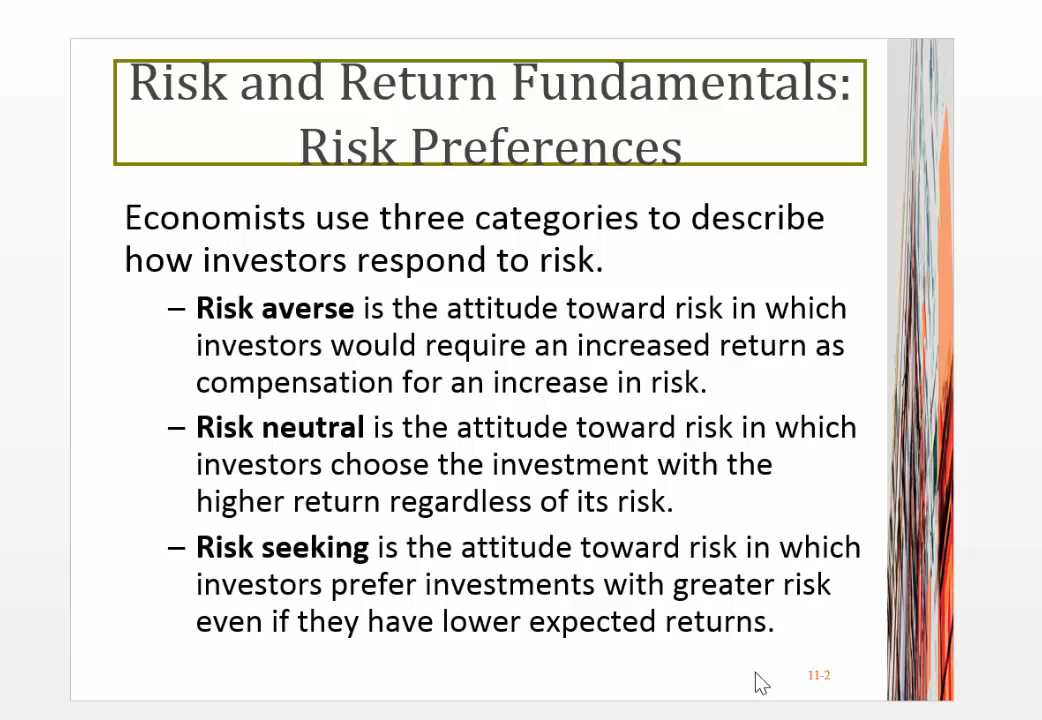 Risk and Return Fundamentals:
Risk Preferences
Economists use three categories to describe
how investors respond to risk.
– Risk averse is the attitude toward risk in which
investors would require an increased return as
compensation for an increase in risk.
– Risk neutral is the attitude toward risk in which
investors choose the investment with the
higher return regardless of its risk.
– Risk seeking is the attitude toward risk in which
investors prefer investments with greater risk
even if they have lower expected returns.
11-2